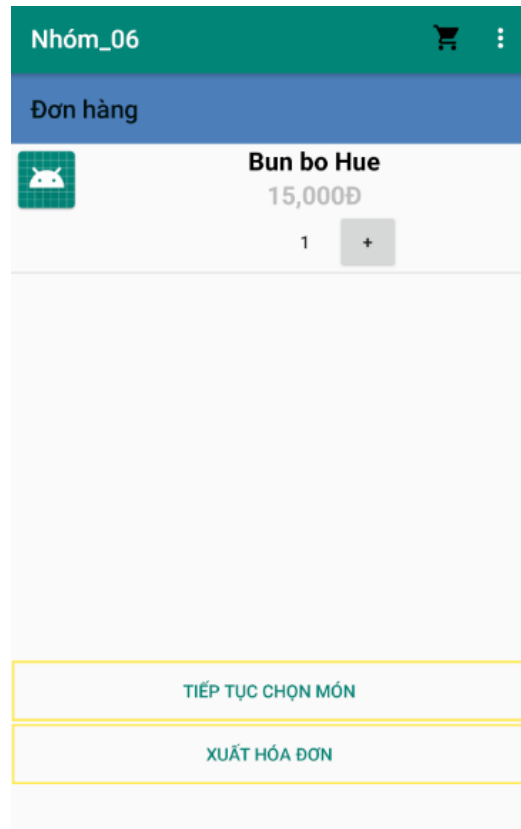 Nhóm_06
Đơn hàng
Bun bo Hue
15,000Đ
1 +
TIẾP TỤC CHỌN MÓN
XUẤT HÓA ĐƠN